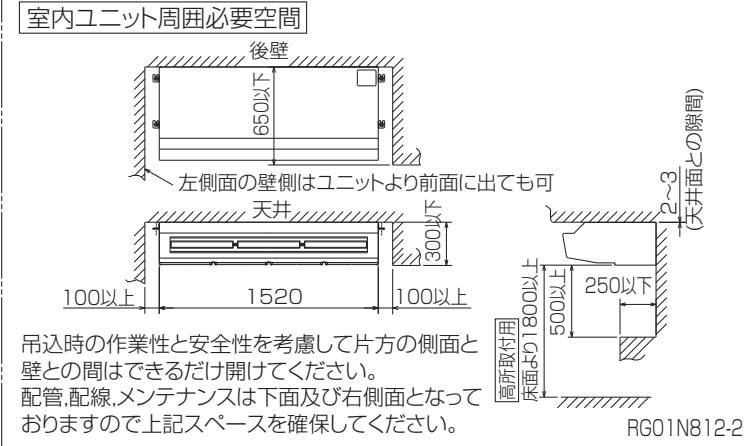 室内ユニット周囲必要空間
後壁
650以下
左側面の壁側はユニットより前面に出ても可
天井
300以下
100以上
1520
100以上
2〜3
(天井面との隙間)
250以下
500以上
高所取付用
床面より1800以上
吊込時の作業性と安全性を考慮して片方の側面と
壁との間はできるだけ開けてください。
配管,配線,メンテナンスは下面及び右側面となって
おりますので上記スペースを確保してください。
RG01N812-2